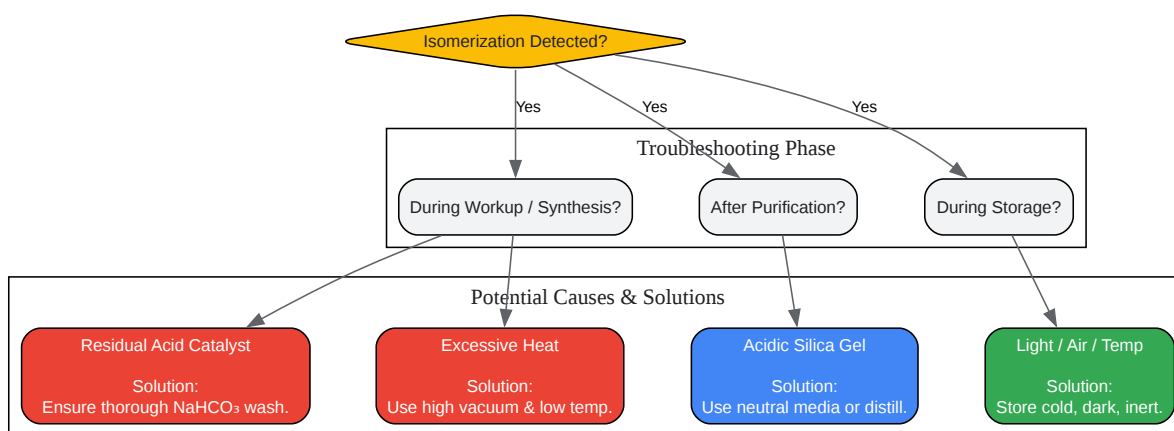 Isomerization Detected?
Yes
Yes
Yes
Troubleshooting Phase
During Workup / Synthesis?
After Purification?
During Storage?
Potential Causes & Solutions
Residual Acid Catalyst
Solution:
Ensure thorough NaHCO₃ wash.
Excessive Heat
Solution:
Use high vacuum & low temp.
Acidic Silica Gel
Solution:
Use neutral media or distill.
Light / Air / Temp
Solution:
Store cold, dark, inert.